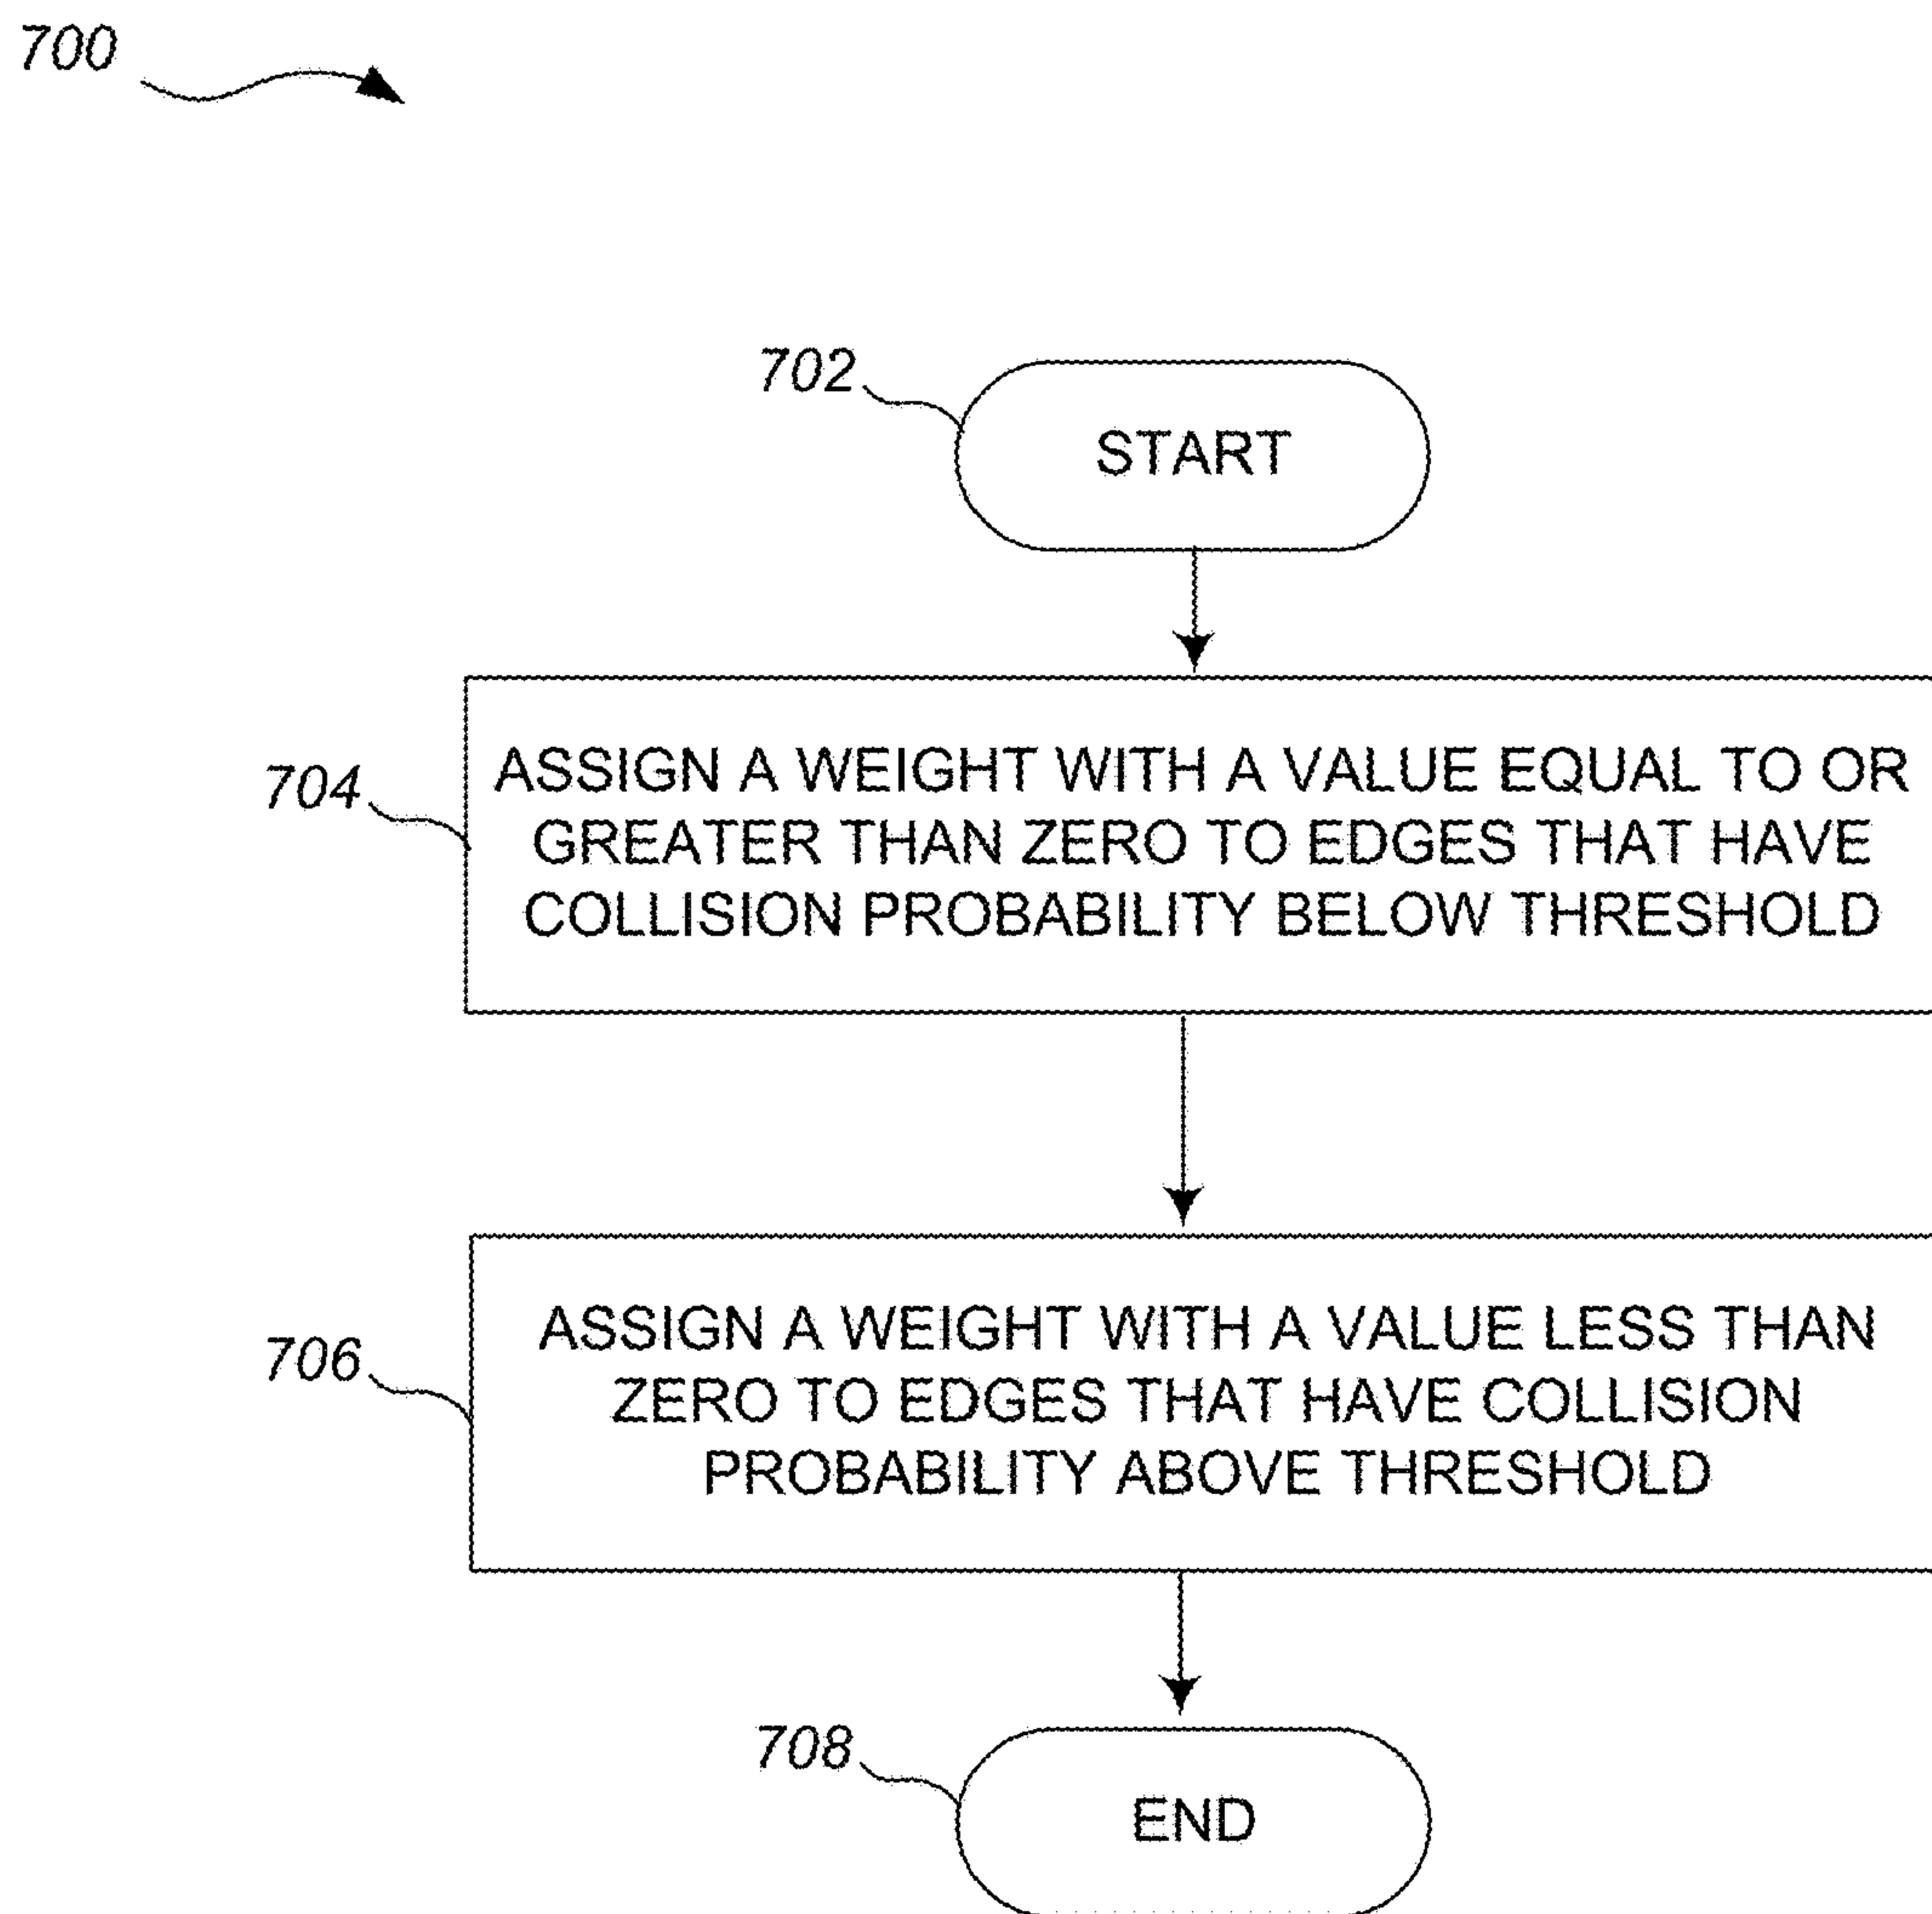 700
702
START
704
ASSIGN A WEIGHT WITH A VALUE EQUAL TO OR
GREATER THAN ZERO TO EDGES THAT HAVE
COLLISION PROBABILITY BELOW THRESHOLD
706
ASSIGN A WEIGHT WITH A VALUE LESS THAN
ZERO TO EDGES THAT HAVE COLLISION
PROBABILITY ABOVE THRESHOLD
708
END